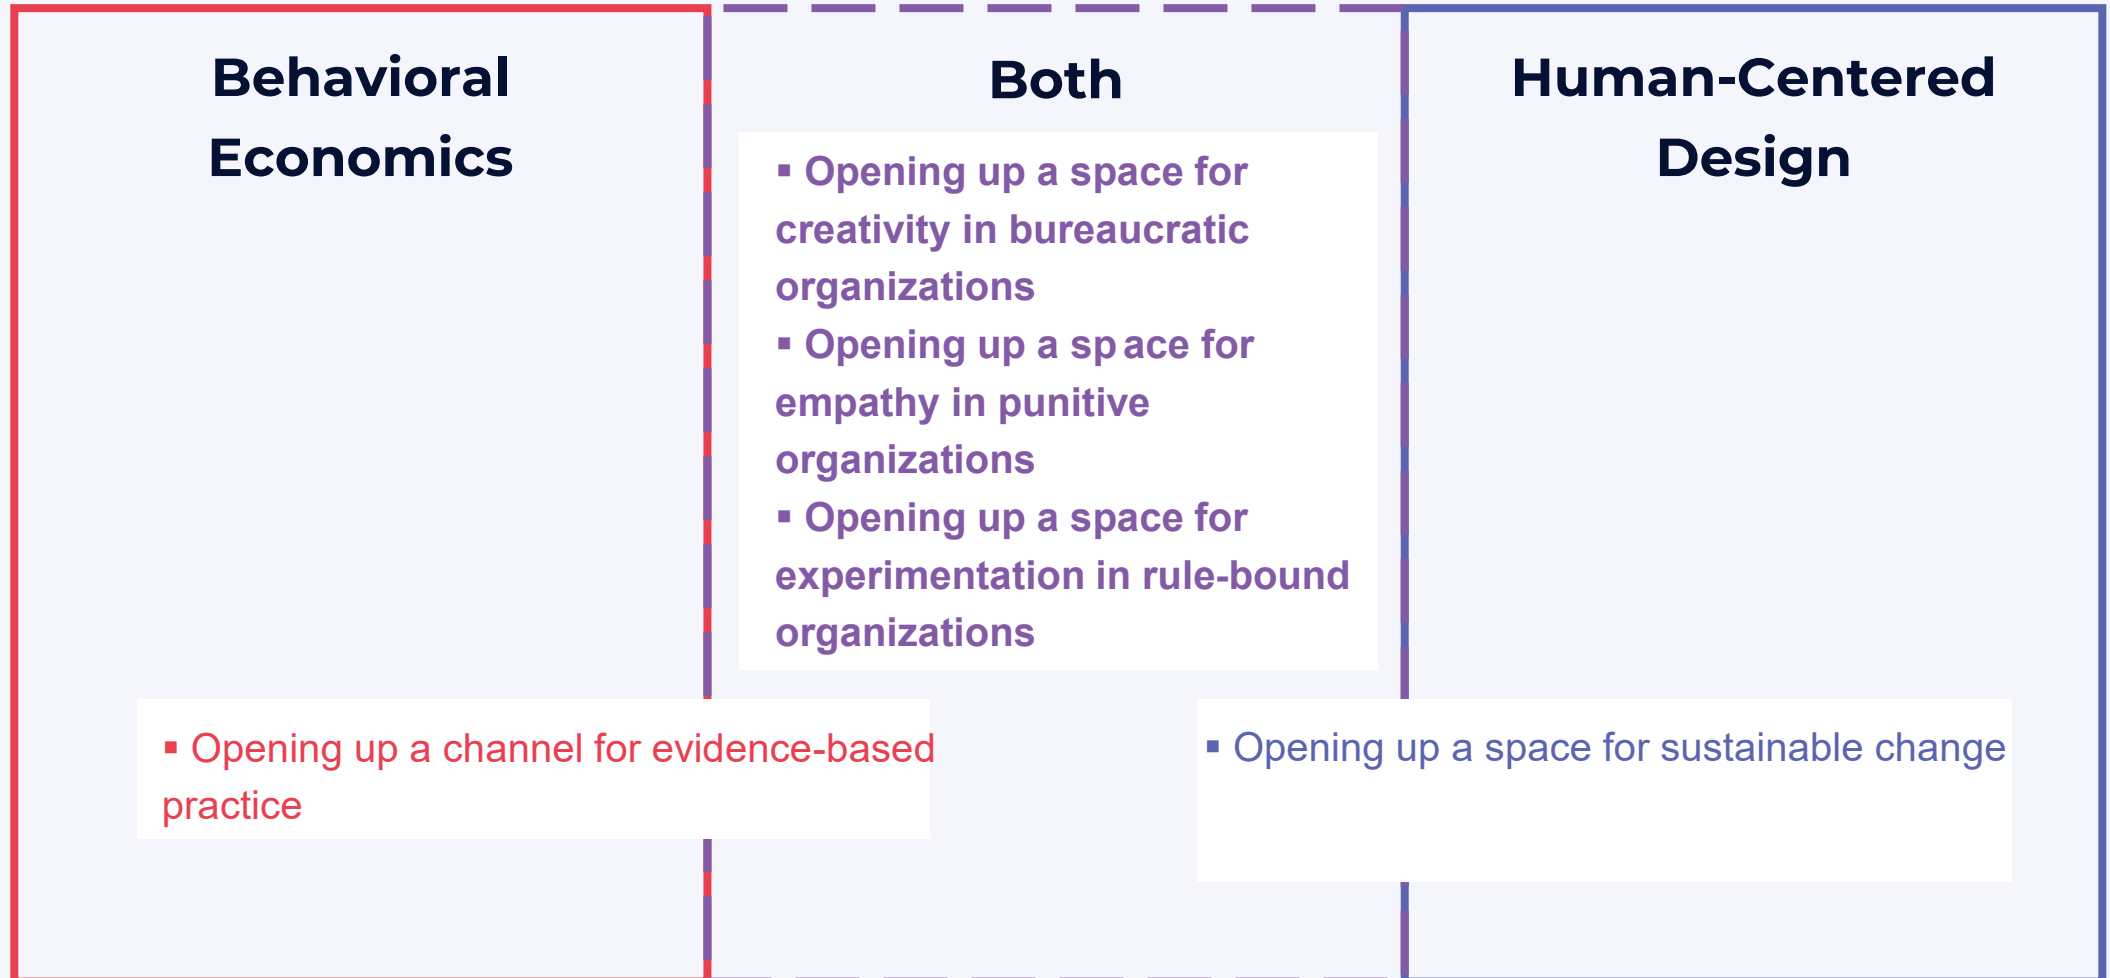 Behavioral
Economics
Both
▪ Opening up a space for
creativity in bureaucratic
organizations
▪ Opening up a space for
empathy in punitive
organizations
▪ Opening up a space for
experimentation in rule-bound
organizations
Human-Centered
Design
▪ Opening up a channel for evidence-based
practice
▪ Opening up a space for sustainable change